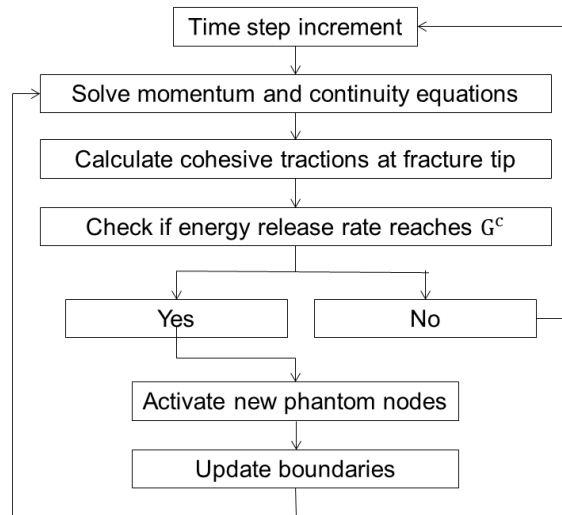 Time step increment
Solve momentum and continuity equations
Calculate cohesive tractions at fracture tip
Check if energy release rate reaches Gᶜ
Yes
No
Activate new phantom nodes
Update boundaries